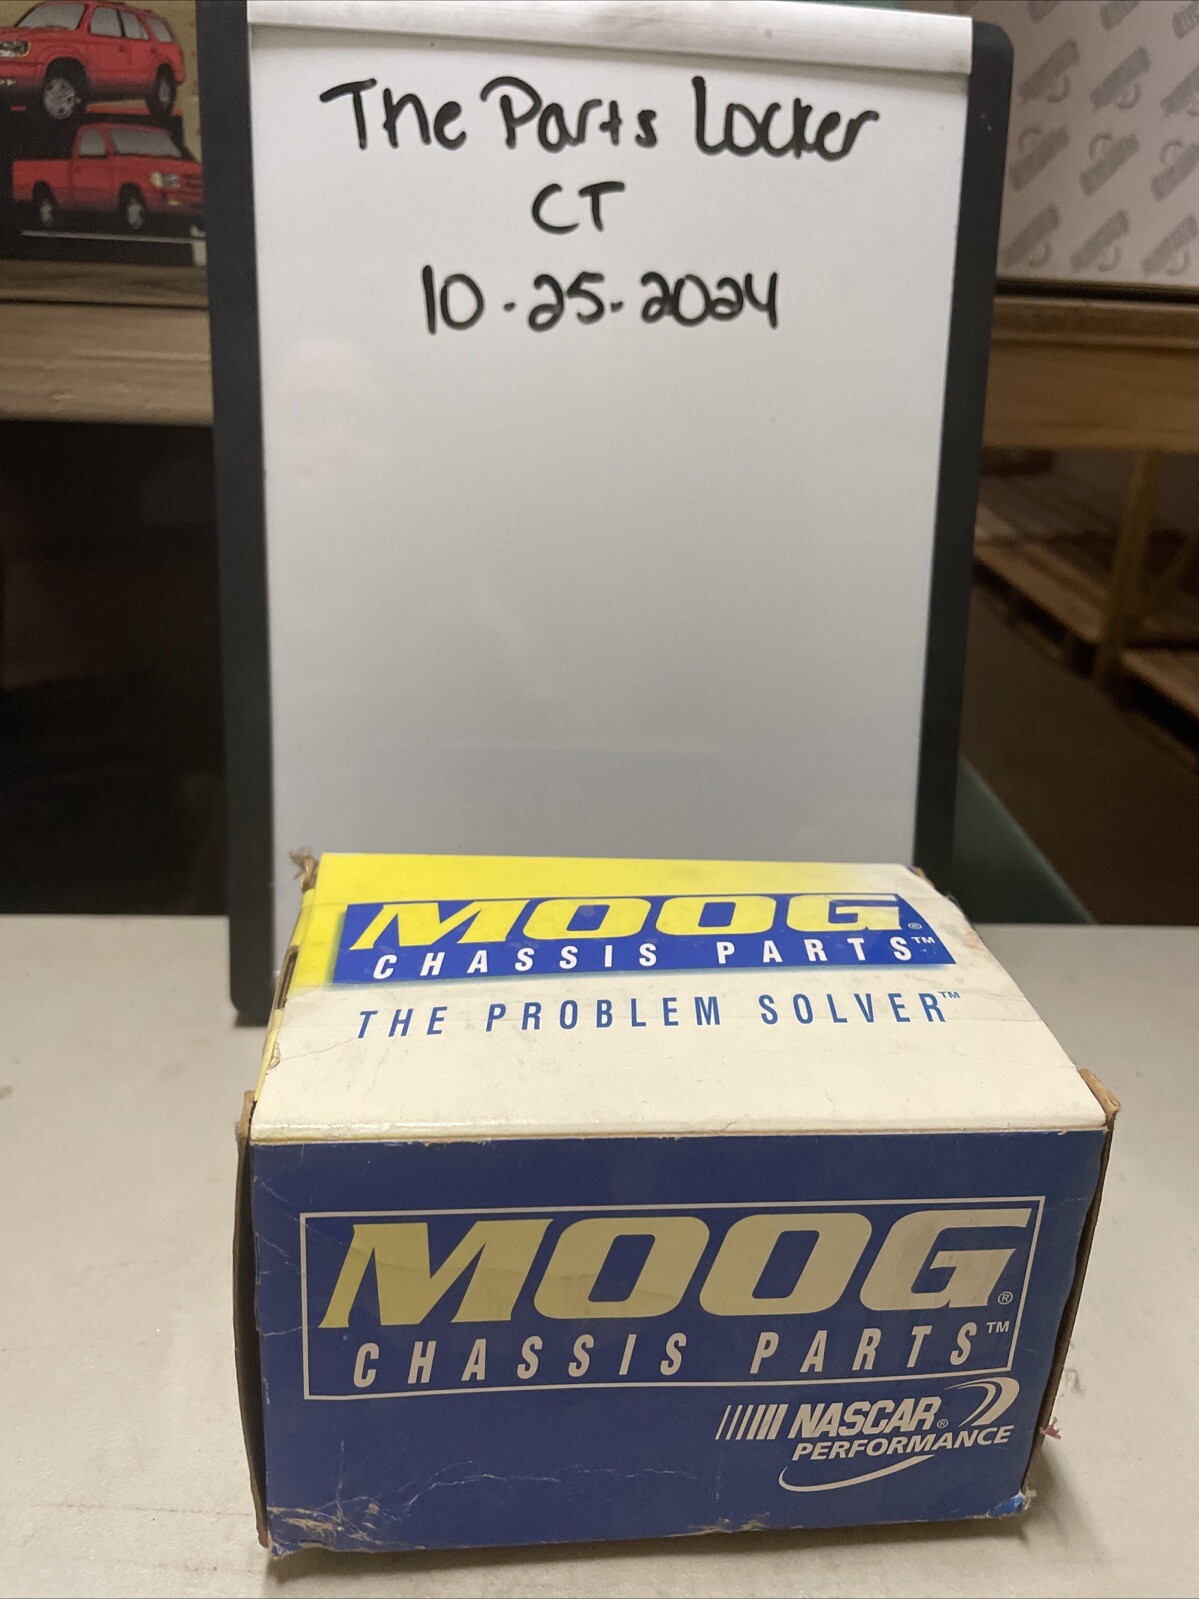 The Parts Locker
CT
10-25-2024
MOOG®
CHASSIS PARTS™
THE PROBLEM SOLVER™
MOOG®
CHASSIS PARTS™
NASCAR®
PERFORMANCE